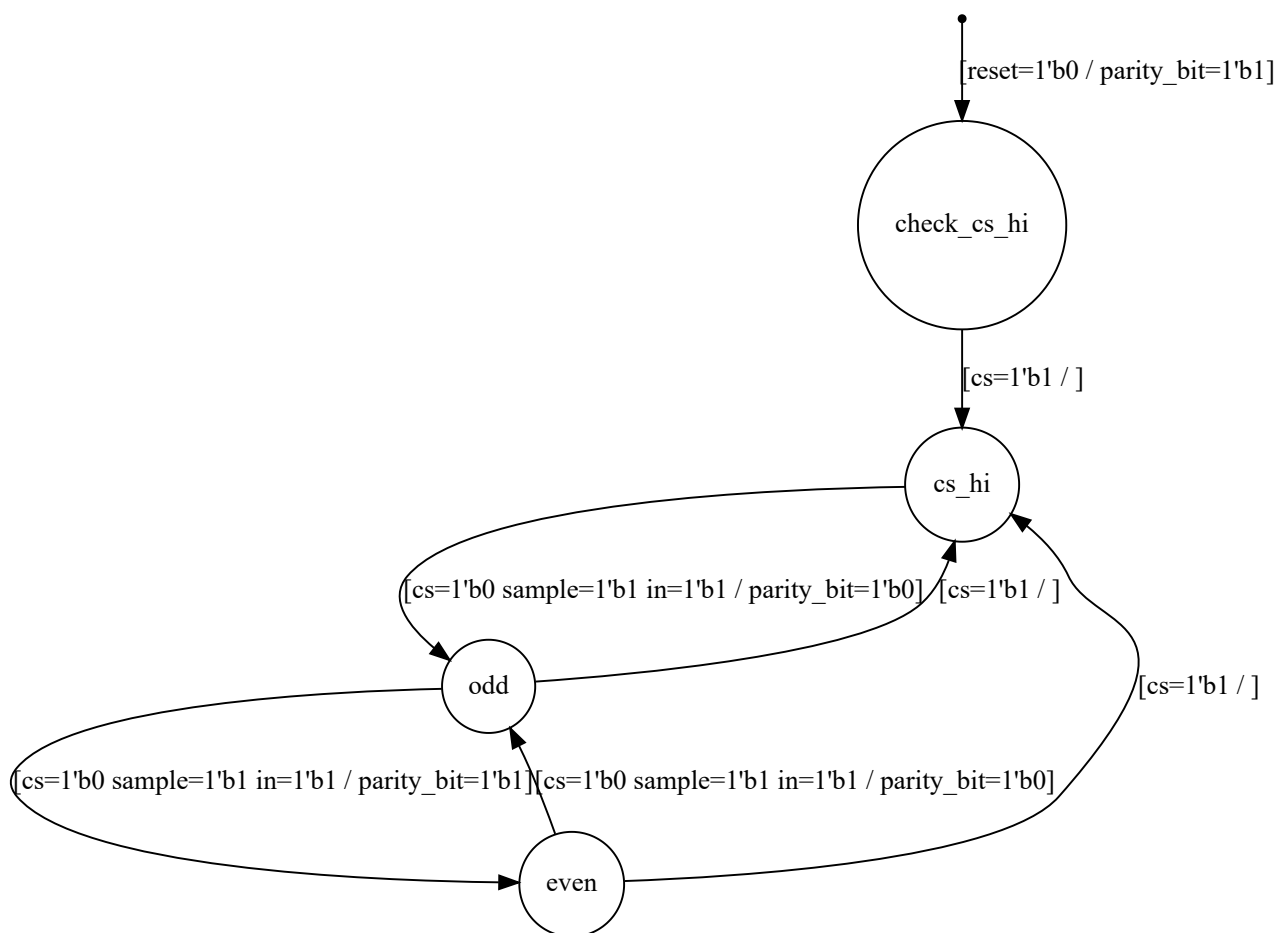 [reset=1'b0 / parity_bit=1'b1]
check_cs_hi
[cs=1'b1 / ]
cs_hi
[cs=1'b0 sample=1'b1 in=1'b1 / parity_bit=1'b0]
[cs=1'b1 / ]
odd
[cs=1'b1 / ]
[cs=1'b0 sample=1'b1 in=1'b1 / parity_bit=1'b1]
[cs=1'b0 sample=1'b1 in=1'b1 / parity_bit=1'b0]
even